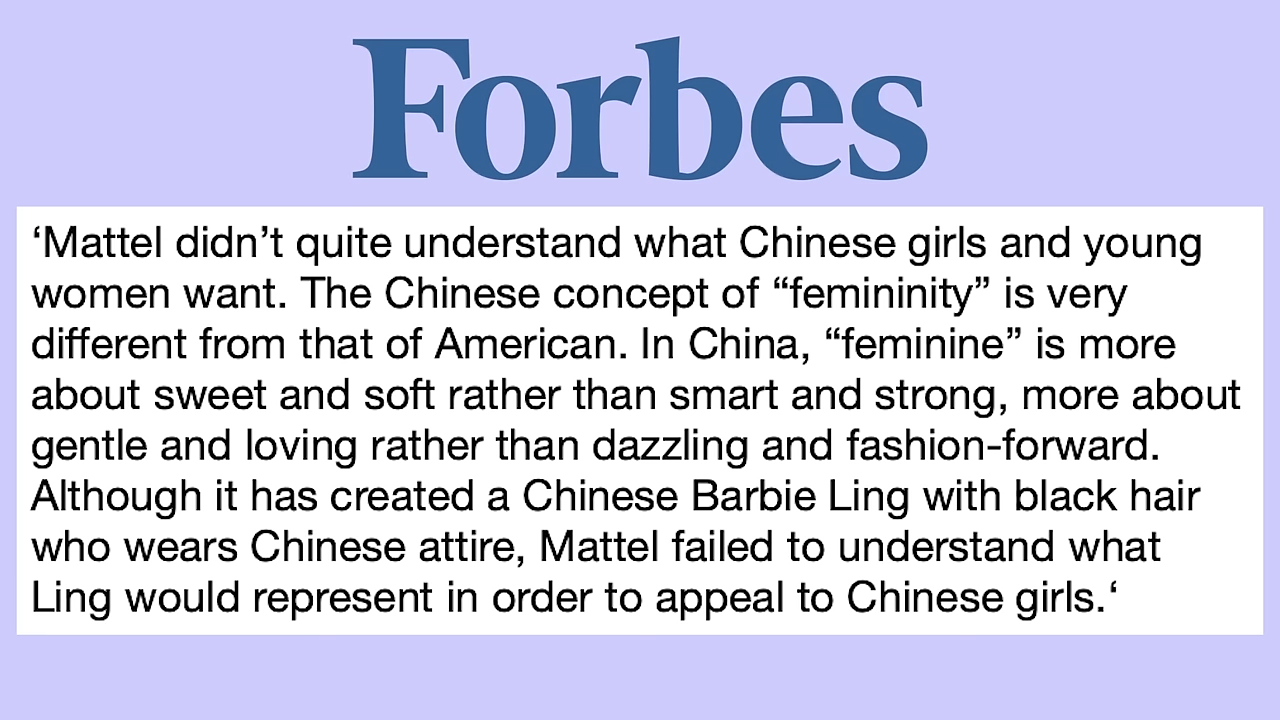 Forbes
‘Mattel didn’t quite understand what Chinese girls and young
women want. The Chinese concept of “femininity” is very
different from that of American. In China, “feminine” is more
about sweet and soft rather than smart and strong, more about
gentle and loving rather than dazzling and fashion-forward.
Although it has created a Chinese Barbie Ling with black hair
who wears Chinese attire, Mattel failed to understand what
Ling would represent in order to appeal to Chinese girls.‘